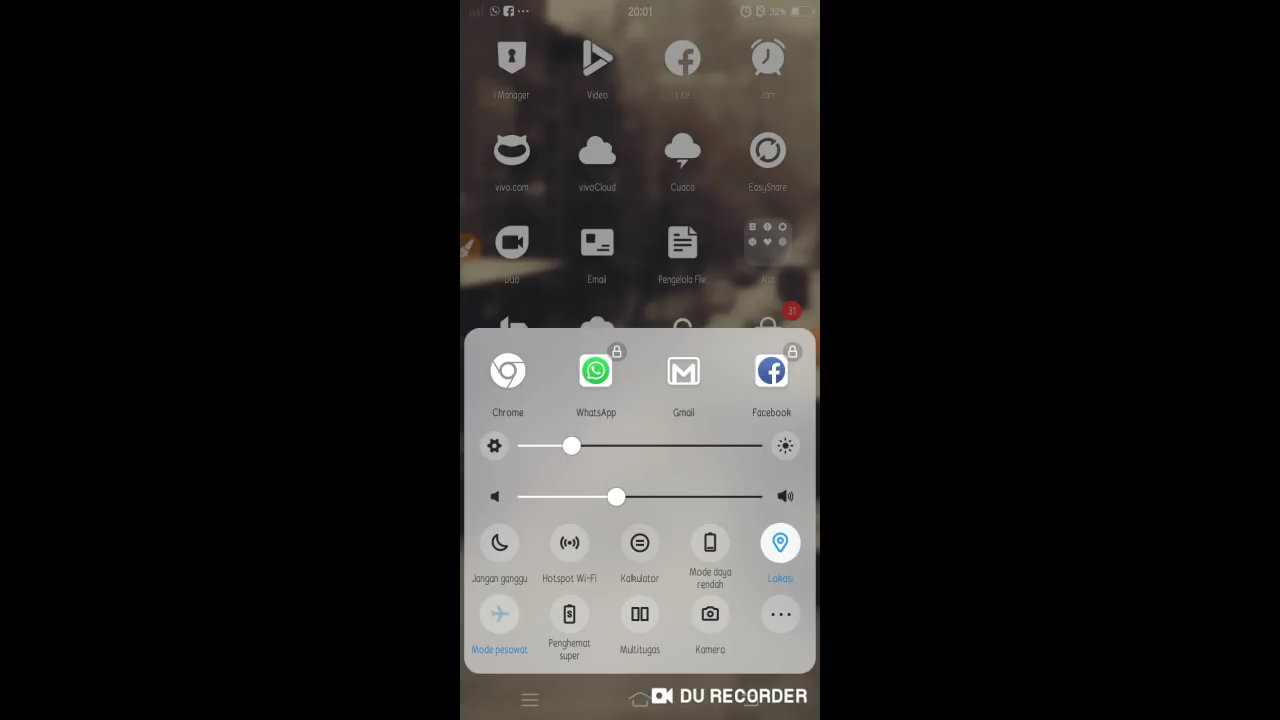 20:01
32%
i Manager
Video
Lite
Jam
vivo.com
vivoCloud
Cuaca
EasyShare
Duo
Email
Pengelola File
Alat
31
Chrome
WhatsApp
Gmail
Facebook
Jangan ganggu
Hotspot Wi-Fi
Kalkulator
Mode daya
rendah
Lokasi
Mode pesawat
Penghemat
super
Multitugas
Kamera
DU RECORDER